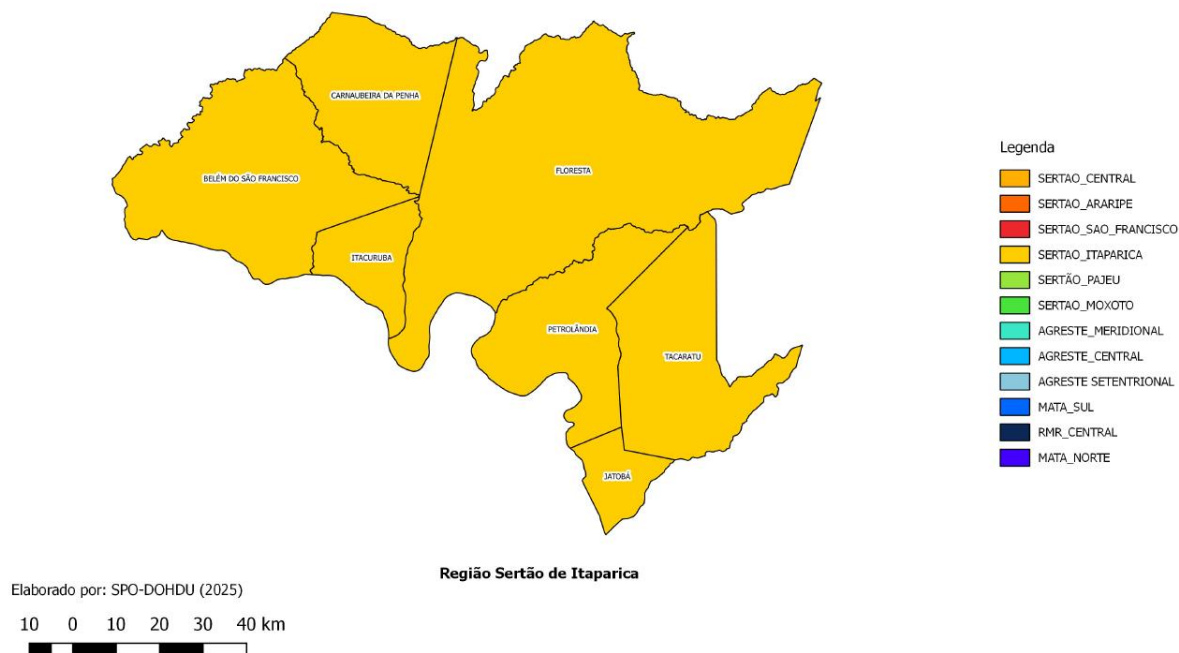 CARNAUBEIRA DA PENHA
BELÉM DO SÃO FRANCISCO
FLORESTA
ITACURUBA
PETROLÂNDIA
TACARATU
JATOBÁ
Legenda
SERTAO_CENTRAL
SERTAO_ARARIPE
SERTAO_SAO_FRANCISCO
SERTAO_ITAPARICA
SERTÃO_PAJEU
SERTAO_MOXOTO
AGRESTE_MERIDIONAL
AGRESTE_CENTRAL
AGRESTE SETENTRIONAL
MATA_SUL
RMR_CENTRAL
MATA_NORTE
Região Sertão de Itaparica
Elaborado por: SPO-DOHDU (2025)
10 0 10 20 30 40 km